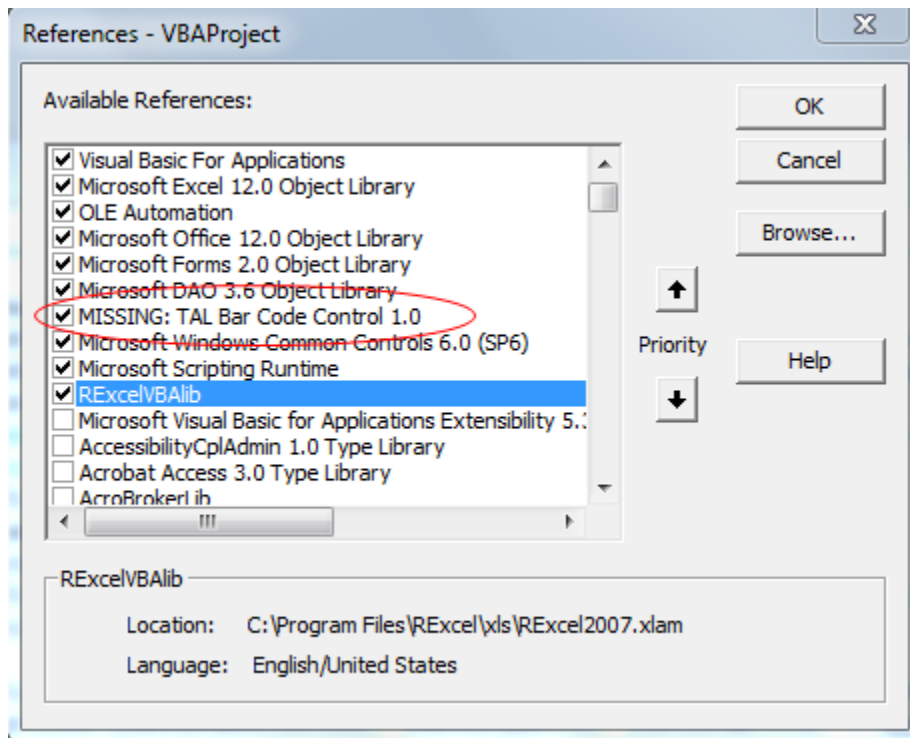 References - VBAProject
Available References:
OK
Visual Basic For Applications
Cancel
Microsoft Excel 12.0 Object Library
OLE Automation
Microsoft Office 12.0 Object Library
Browse...
Microsoft Forms 2.0 Object Library
Microsoft DAO 3.6 Object Library
MISSING: TAL Bar Code Control 1.0
Microsoft Windows Common Controls 6.0 (SP6)
Priority
Microsoft Scripting Runtime
Help
RExcelVBAlib
Microsoft Visual Basic for Applications Extensibility 5.
AccessibilityCplAdmin 1.0 Type Library
Acrobat Access 3.0 Type Library
AcroBrokerLib
RExcelVBAlib
Location: C:\Program Files\RExcel\xls\RExcel2007.xlam
Language: English/United States